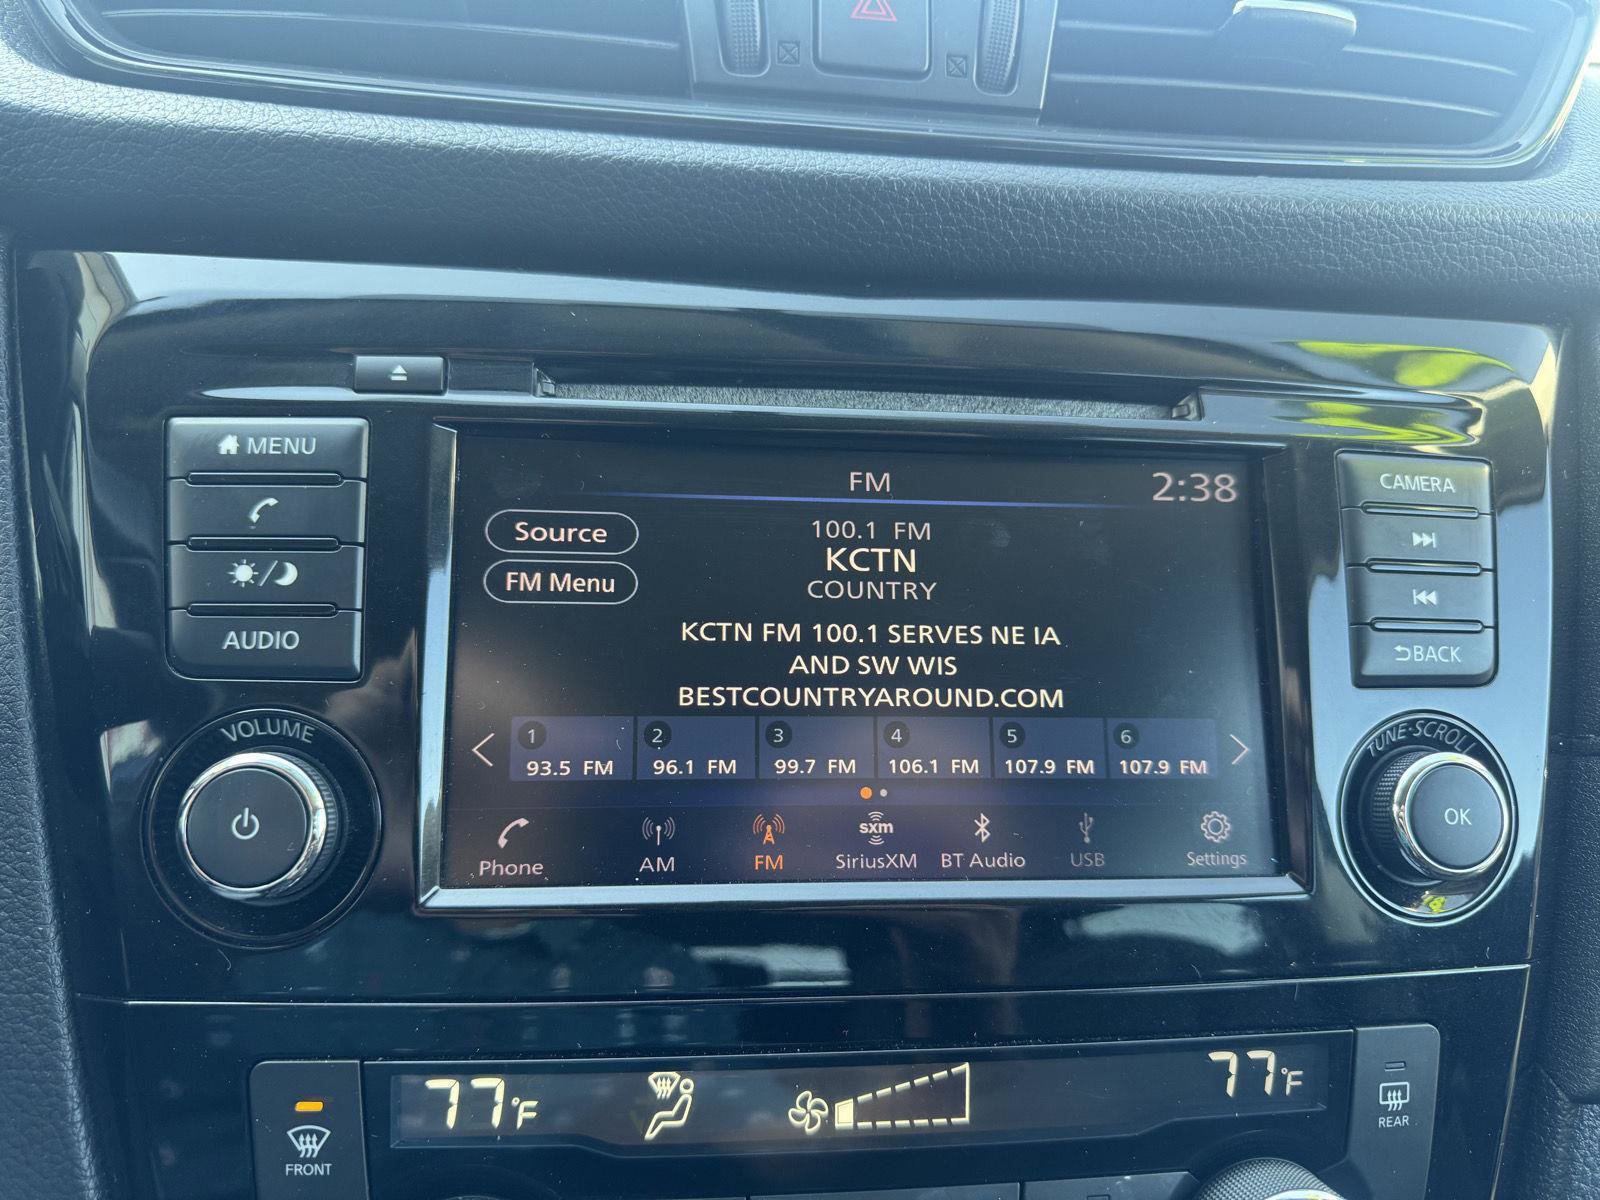 MENU
AUDIO
VOLUME
FM
2:38
Source
FM Menu
100.1 FM
KCTN
COUNTRY
KCTN FM 100.1 SERVES NE IA
AND SW WIS
BESTCOUNTRYAROUND.COM
1 2 3 4 5 6
93.5 FM 96.1 FM 99.7 FM 106.1 FM 107.9 FM 107.9 FM
Phone AM FM sxm SiriusXM BT Audio USB Settings
CAMERA
BACK
TUNE·SCROLL
OK
77°F
77°F
FRONT
REAR